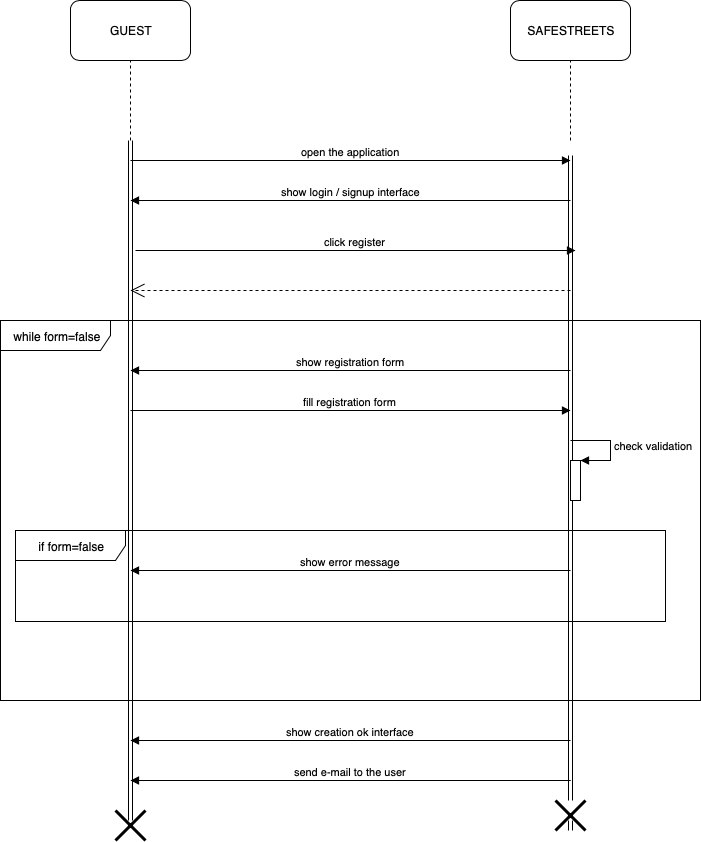 GUEST
SAFESTREETS
open the application
show login / signup interface
click register
while form=false
show registration form
fill registration form
check validation
if form=false
show error message
show creation ok interface
send e-mail to the user